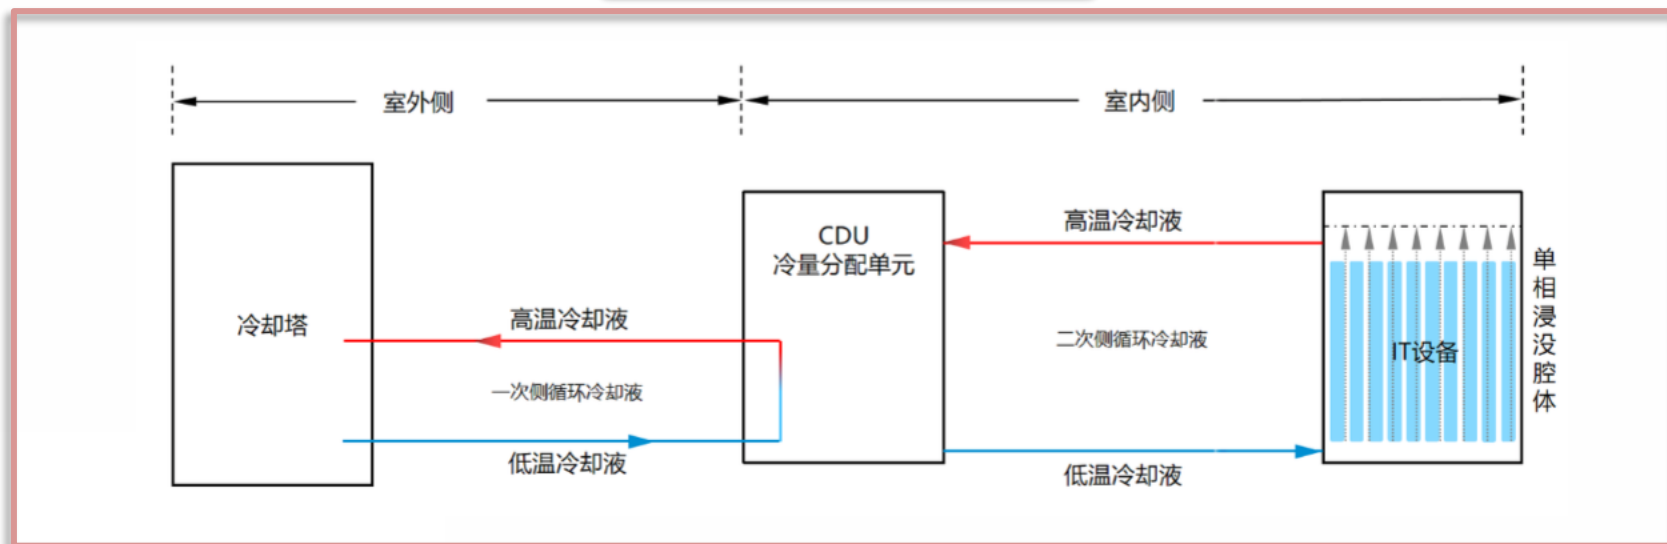 室外侧
室内侧
冷却塔
高温冷却液
一次侧循环冷却液
低温冷却液
CDU
冷量分配单元
高温冷却液
二次侧循环冷却液
低温冷却液
IT设备
单相浸没腔体